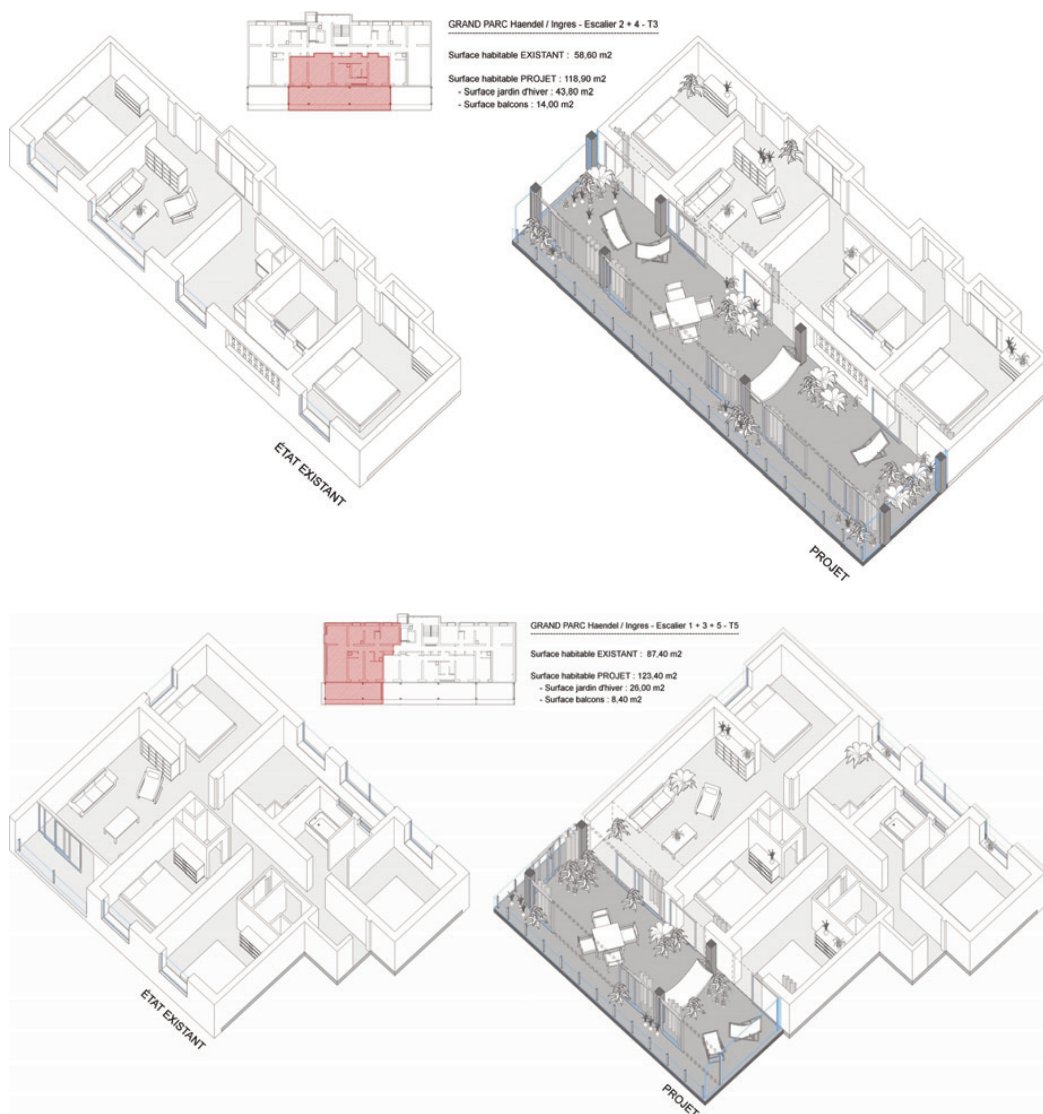 GRAND PARC Haendel / Ingres - Escalier 2 + 4 - T3
Surface habitable EXISTANT : 58,60 m2
Surface habitable PROJET : 118,90 m2
- Surface jardin d'hiver : 43,80 m2
- Surface balcons : 14,00 m2
ÉTAT EXISTANT
PROJET
GRAND PARC Haendel / Ingres - Escalier 1 + 3 + 5 - T5
Surface habitable EXISTANT : 87,40 m2
Surface habitable PROJET : 123,40 m2
- Surface jardin d'hiver : 26,00 m2
- Surface balcons : 8,40 m2
ÉTAT EXISTANT
PROJET